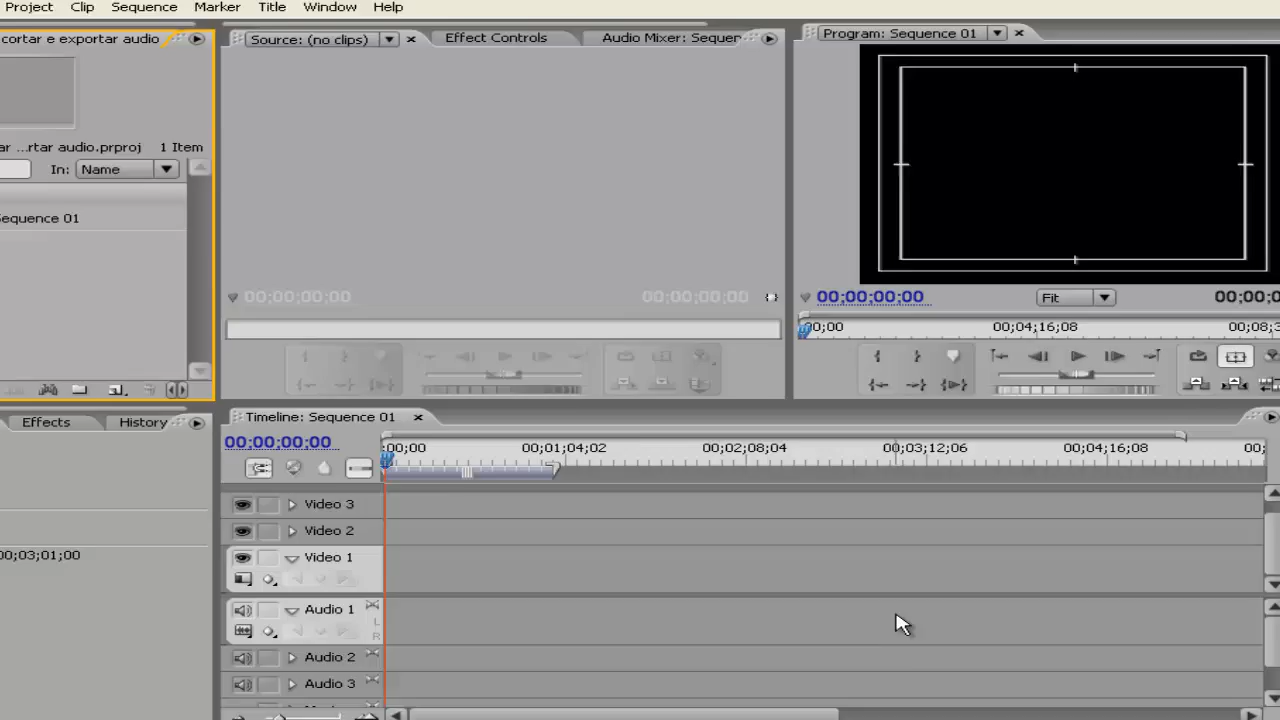 Project Clip Sequence Marker Title Window Help
cortar e exportar audio
Source: (no clips) Effect Controls Audio Mixer: Sequen
Program: Sequence 01
ar ...rtar audio.prproj 1 Item
In: Name
equence 01
00;00;00;00 00;00;00;00
00;00;00;00 Fit 00;00;0
0;00 00;04;16;08 00;08;3
Effects History
Timeline: Sequence 01
00;00;00;00
;00;00 00;01;04;02 00;02;08;04 00;03;12;06 00;04;16;08 00;
Video 3
Video 2
00;03;01;00
Video 1
Audio 1
L
R
Audio 2
Audio 3